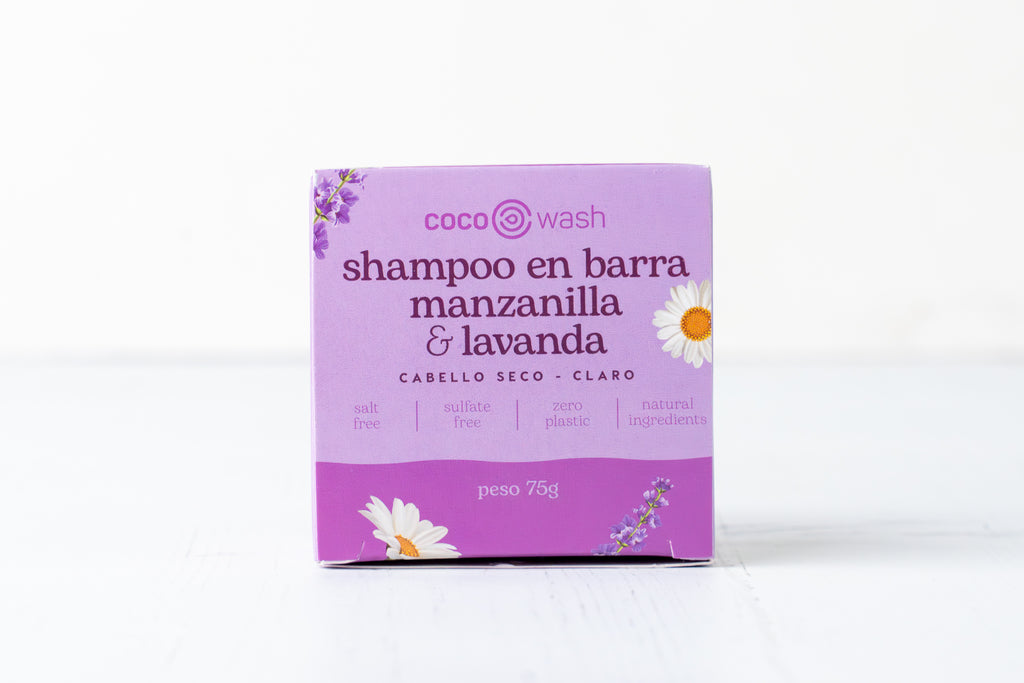 coco wash
shampoo en barra
manzanilla
& lavanda
CABELLO SECO - CLARO
salt
free
sulfate
free
zero
plastic
natural
ingredients
peso 75g